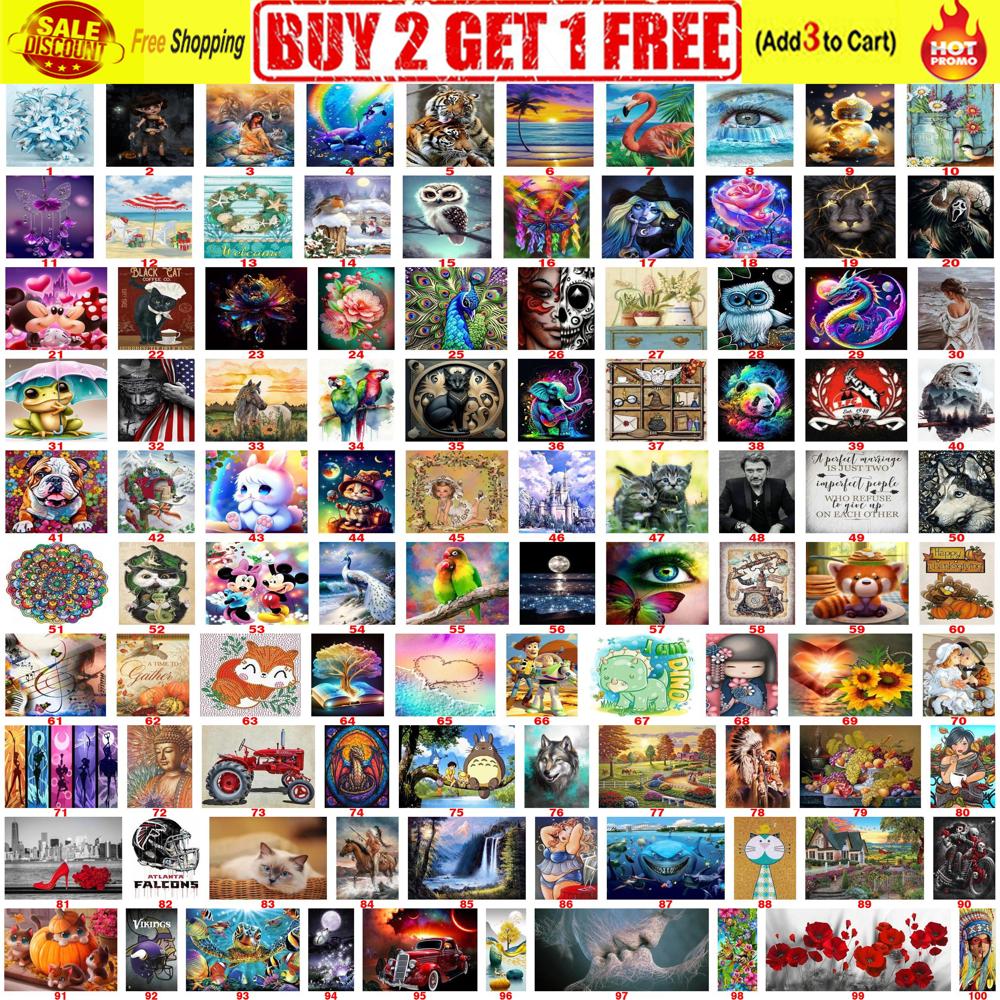 SALE
DISCOUNT
Free Shopping
BUY 2 GET 1 FREE
(Add 3 to Cart)
HOT
PROMO
1 2 3 4 5 6 7 8 9 10
Welcome
11 12 13 14 15 16 17 18 19 20
BLACK CAT
COFFEE CO.
21 22 23 24 25 26 27 28 29 30
Est. 1948
31 32 33 34 35 36 37 38 39 40
A perfect marriage
IS JUST TWO
imperfect people
WHO REFUSE
to give up
ON EACH OTHER
41 42 43 44 45 46 47 48 49 50
Happy
Thanksgiving
51 52 53 54 55 56 57 58 59 60
A TIME TO
Gather
I am
DINO
61 62 63 64 65 66 67 68 69 70
71 72 73 74 75 76 77 78 79 80
ATLANTA
FALCONS
81 82 83 84 85 86 87 88 89 90
VIKINGS
91 92 93 94 95 96 97 98 99 100